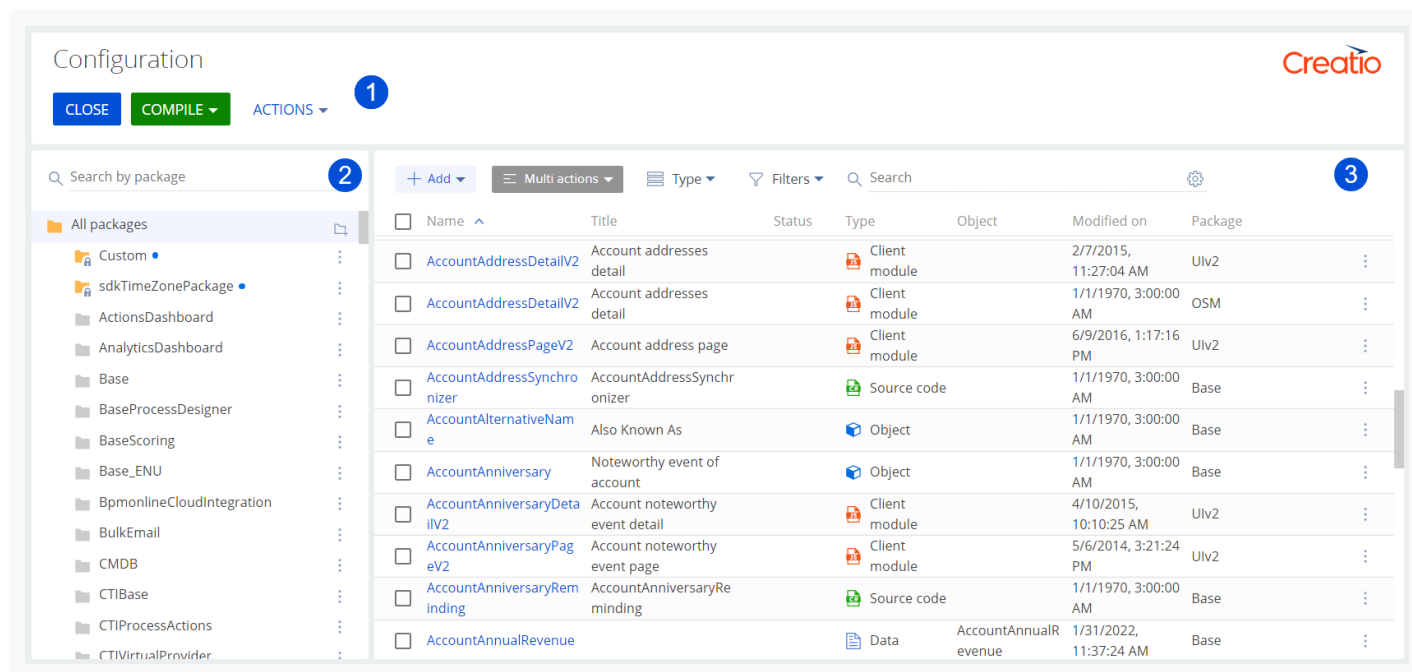 Configuration
Creatio
CLOSE COMPILE ACTIONS 1
Search by package 2
All packages
Custom
sdkTimeZonePackage
ActionsDashboard
AnalyticsDashboard
Base
BaseProcessDesigner
BaseScoring
Base_ENU
BpmonlineCloudIntegration
BulkEmail
CMDB
CTIBase
CTIProcessActions
CTIVirtualProvider
Add Multi actions Type Filters Search 3
Name Title Status Type Object Modified on Package
AccountAddressDetailV2 Account addresses Client 2/7/2015, UIv2
detail module 11:27:04 AM
AccountAddressDetailV2 Account addresses Client 1/1/1970, 3:00:00 OSM
detail module AM
AccountAddressPageV2 Account address page Client 6/9/2016, 1:17:16 UIv2
module PM
AccountAddressSynchro AccountAddressSynchr Source code 1/1/1970, 3:00:00 Base
nizer onizer AM
AccountAlternativeNam Also Known As Object 1/1/1970, 3:00:00 Base
e AM
AccountAnniversary Noteworthy event of Object 1/1/1970, 3:00:00 Base
account AM
AccountAnniversaryDeta Account noteworthy Client 4/10/2015, UIv2
ilV2 event detail module 10:10:25 AM
AccountAnniversaryPag Account noteworthy Client 5/6/2014, 3:21:24 UIv2
eV2 event page module PM
AccountAnniversaryRem AccountAnniversaryRe Source code 1/1/1970, 3:00:00 Base
inding minding AM
AccountAnnualRevenue Data AccountAnnualR 1/31/2022, Base
evenue 11:37:24 AM